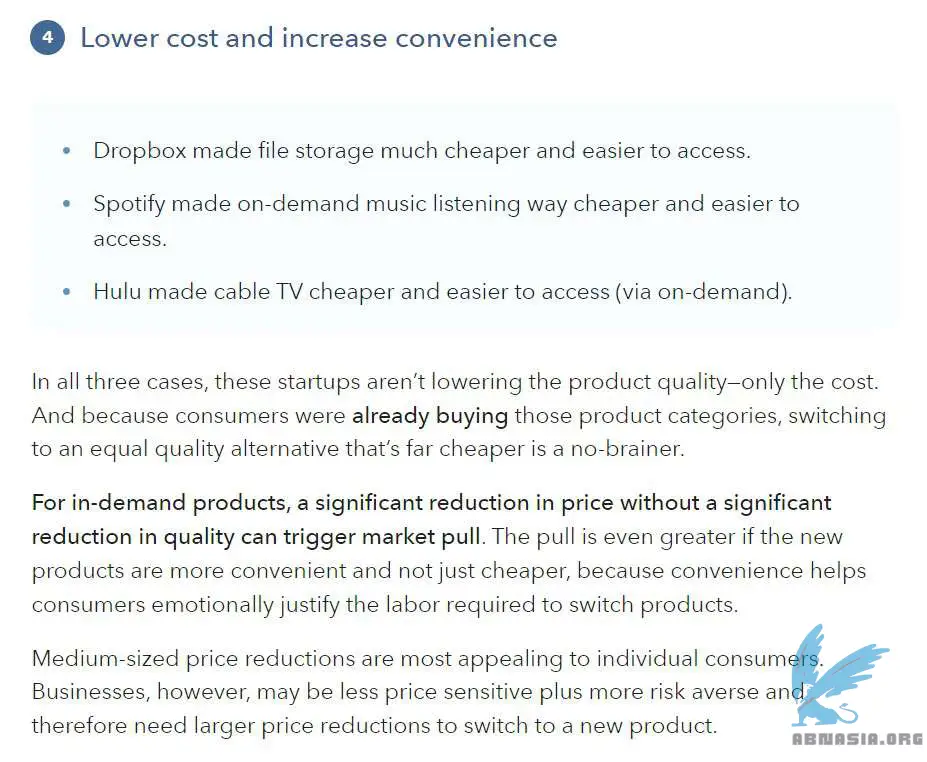 4 Lower cost and increase convenience
• Dropbox made file storage much cheaper and easier to access.
• Spotify made on-demand music listening way cheaper and easier to
access.
• Hulu made cable TV cheaper and easier to access (via on-demand).
In all three cases, these startups aren’t lowering the product quality—only the cost.
And because consumers were already buying those product categories, switching
to an equal quality alternative that’s far cheaper is a no-brainer.
For in-demand products, a significant reduction in price without a significant
reduction in quality can trigger market pull. The pull is even greater if the new
products are more convenient and not just cheaper, because convenience helps
consumers emotionally justify the labor required to switch products.
Medium-sized price reductions are most appealing to individual consumers.
Businesses, however, may be less price sensitive plus more risk averse and
therefore need larger price reductions to switch to a new product.
ABNASIA.ORG